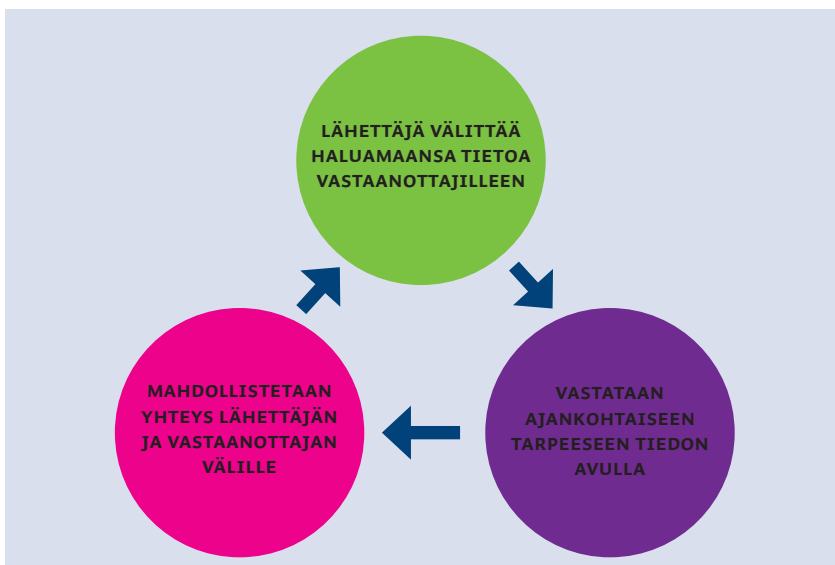 LÄHETTÄJÄ VÄLITTÄÄ
HALUAMAANSA TIETOA
VASTAANOTTAJILLEEN
VASTATAAN
AJANKOHTAISEEN
TARPEESEEN TIEDON
AVULLA
MAHDOLLISTETAAN
YHTEYS LÄHETTÄJÄN
JA VASTAANOTTAJAN
VÄLILLE